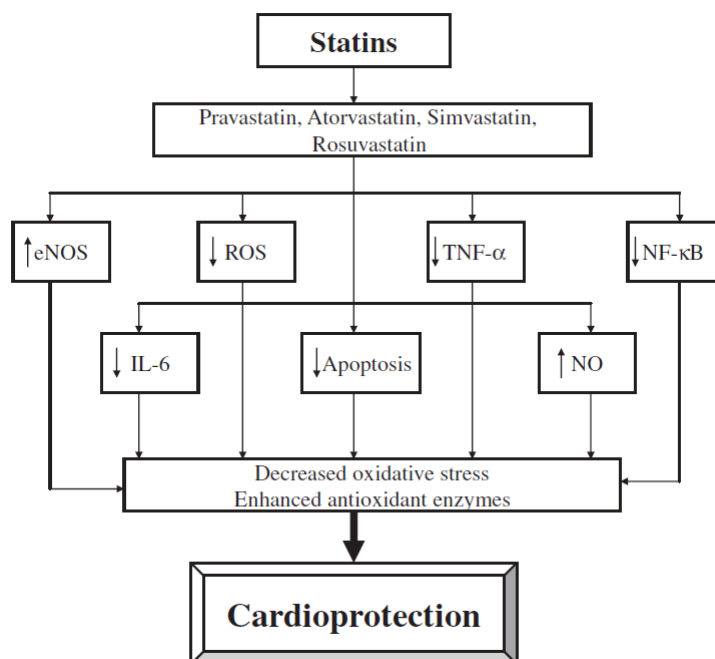 Statins
Pravastatin, Atorvastatin, Simvastatin,
Rosuvastatin
↑eNOS
↓ ROS
↓TNF-α
↓NF-κB
↓ IL-6
↓Apoptosis
↑ NO
Decreased oxidative stress
Enhanced antioxidant enzymes
Cardioprotection